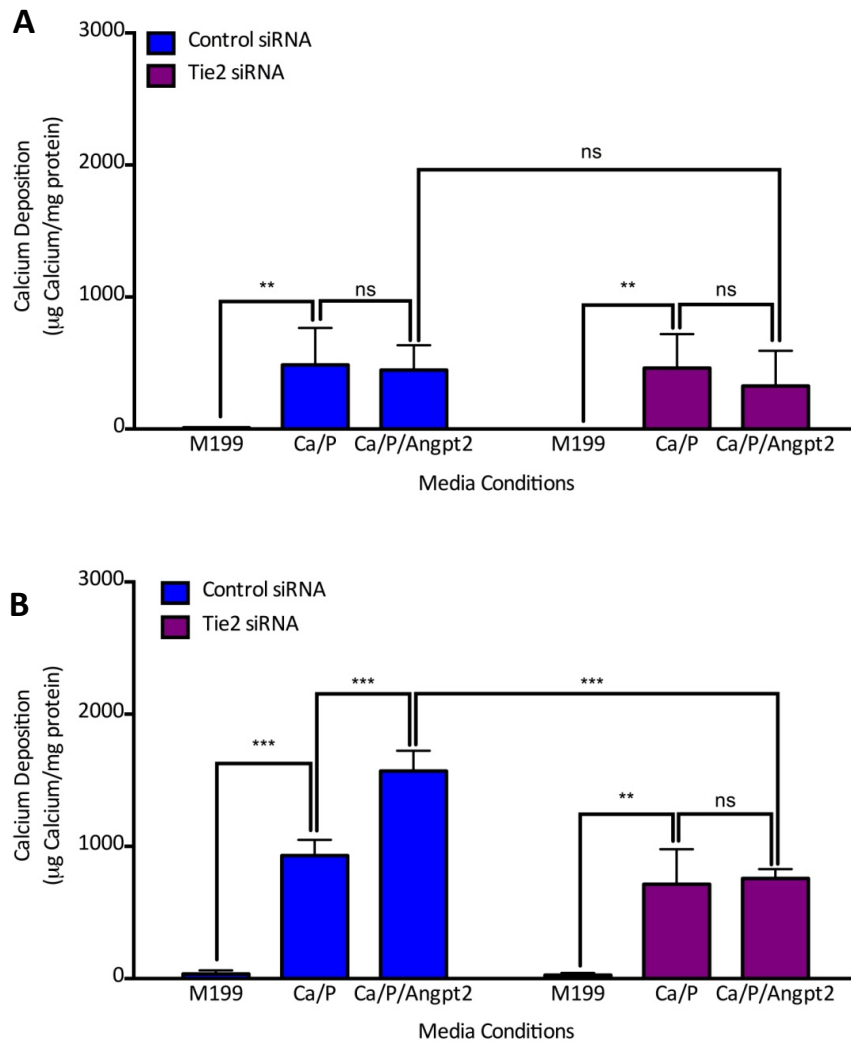 A
3000
2000
1000
0
Calcium Deposition
(µg Calcium/mg protein)
Control siRNA
Tie2 siRNA
ns
** ns ** ns
M199 Ca/P Ca/P/Angpt2 M199 Ca/P Ca/P/Angpt2
Media Conditions
B
3000
2000
1000
0
Calcium Deposition
(µg Calcium/mg protein)
Control siRNA
Tie2 siRNA
*** ***
***
** ns
M199 Ca/P Ca/P/Angpt2 M199 Ca/P Ca/P/Angpt2
Media Conditions